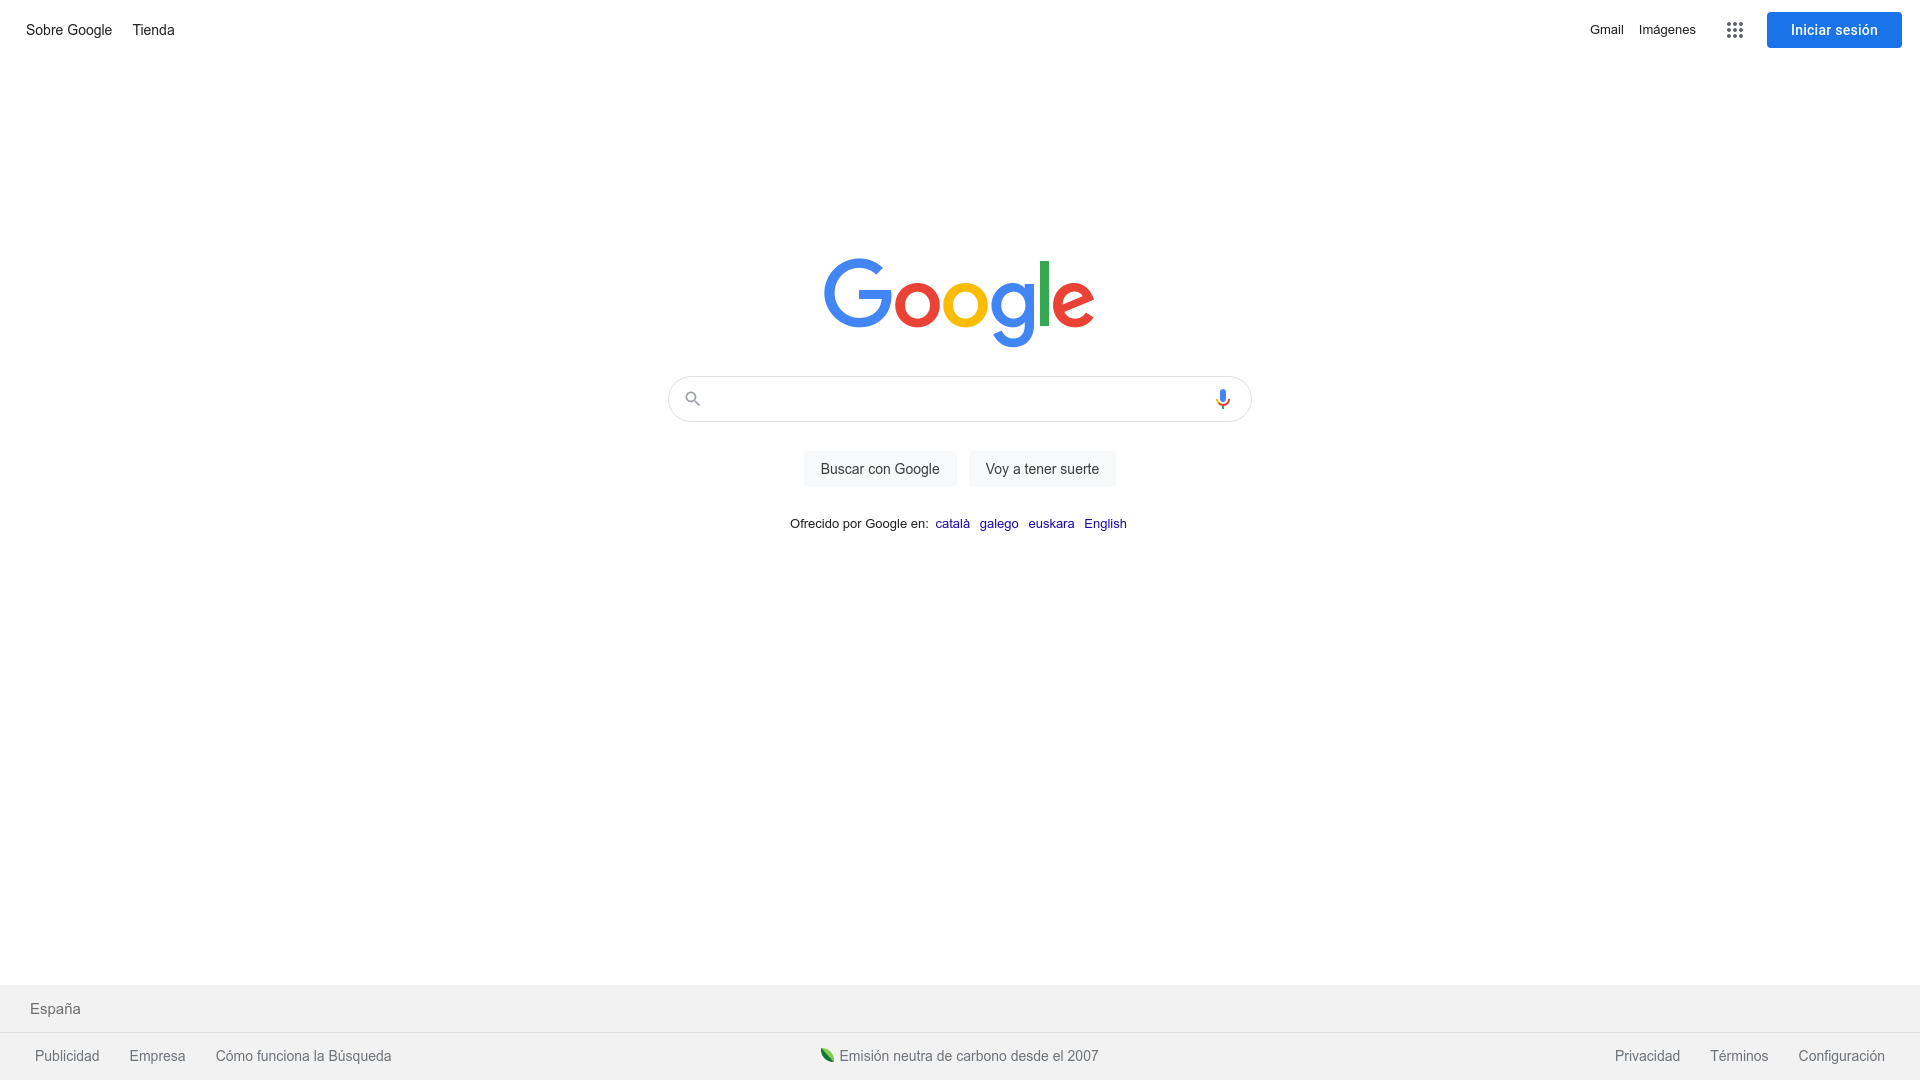 Sobre Google Tienda Gmail Imágenes Iniciar sesión
Google
Buscar con Google Voy a tener suerte
Ofrecido por Google en: català galego euskara English
España
Publicidad Empresa Cómo funciona la Búsqueda Emisión neutra de carbono desde el 2007 Privacidad Términos Configuración